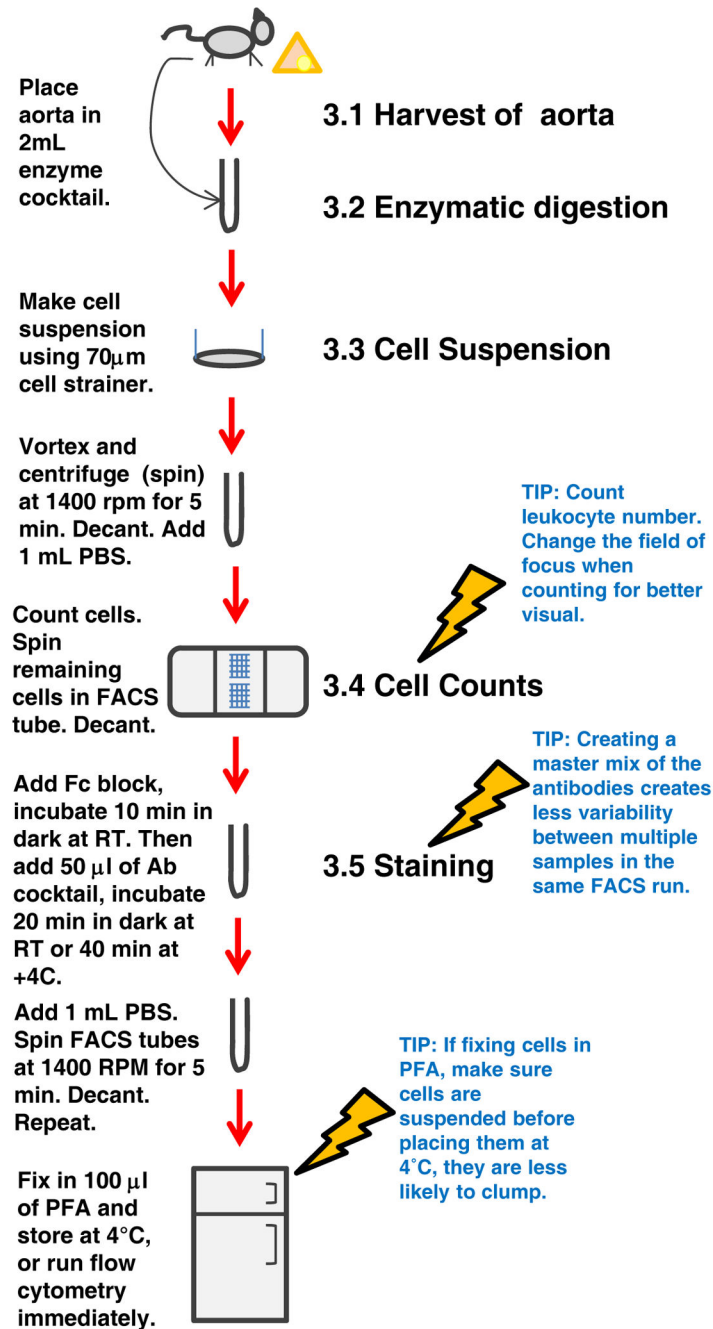 Place
aorta in
2mL
enzyme
cocktail.
3.1 Harvest of  aorta
3.2 Enzymatic digestion
Make cell
suspension
using 70μm
cell strainer.
3.3 Cell Suspension
Vortex and
centrifuge  (spin)
at 1400 rpm for 5
min. Decant. Add
1 mL PBS.
TIP: Count
leukocyte number.
Change the field of
focus when
counting for better
visual.
Count cells.
Spin
remaining
cells in FACS
tube. Decant.
3.4 Cell Counts
TIP: Creating a
master mix of the
antibodies creates
less variability
between multiple
samples in the
same FACS run.
Add Fc block,
incubate 10 min in
dark at RT. Then
add 50 μl of Ab
cocktail, incubate
20 min in dark at
RT or 40 min at
+4C.
3.5 Staining
Add 1 mL PBS.
Spin FACS tubes
at 1400 RPM for 5
min. Decant.
Repeat.
TIP: If fixing cells in
PFA, make sure
cells are
suspended before
placing them at
4˚C, they are less
likely to clump.
Fix in 100 μl
of PFA and
store at 4°C,
or run flow
cytometry
immediately.